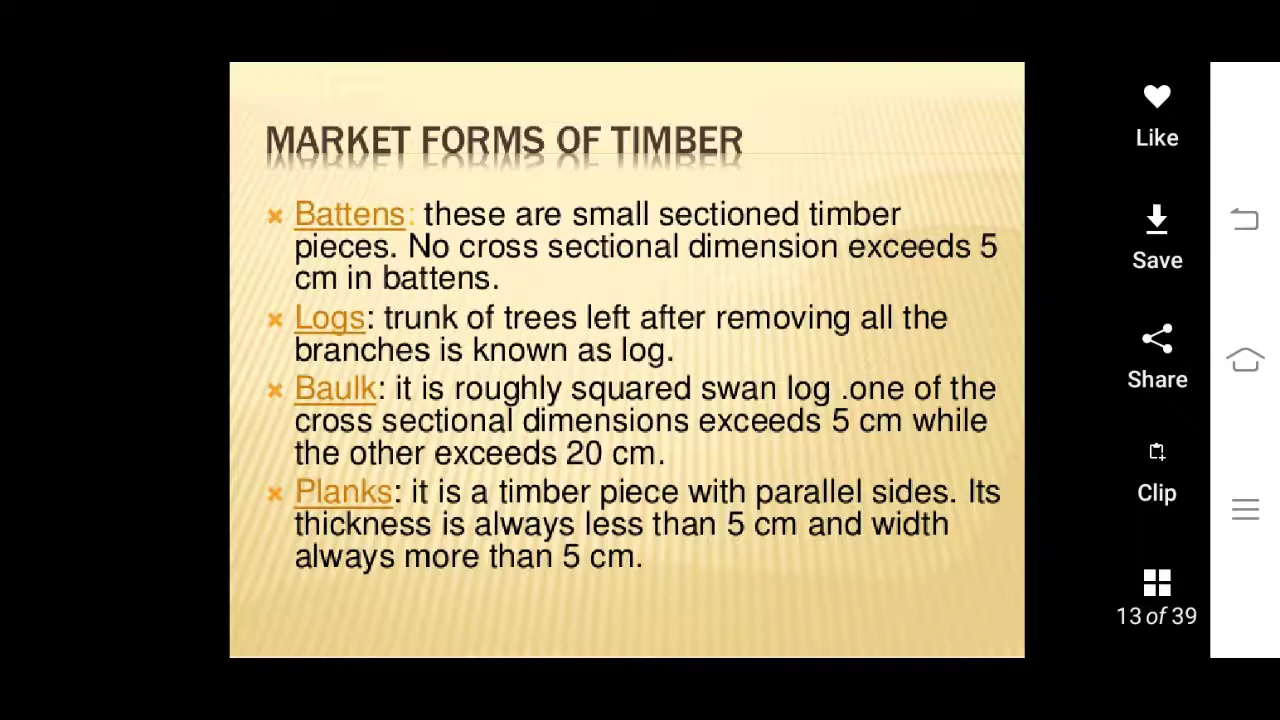 MARKET FORMS OF TIMBER
Battens: these are small sectioned timber
pieces. No cross sectional dimension exceeds 5
cm in battens.
Logs: trunk of trees left after removing all the
branches is known as log.
Baulk: it is roughly squared swan log .one of the
cross sectional dimensions exceeds 5 cm while
the other exceeds 20 cm.
Planks: it is a timber piece with parallel sides. Its
thickness is always less than 5 cm and width
always more than 5 cm.
Like
Save
Share
Clip
13 of 39